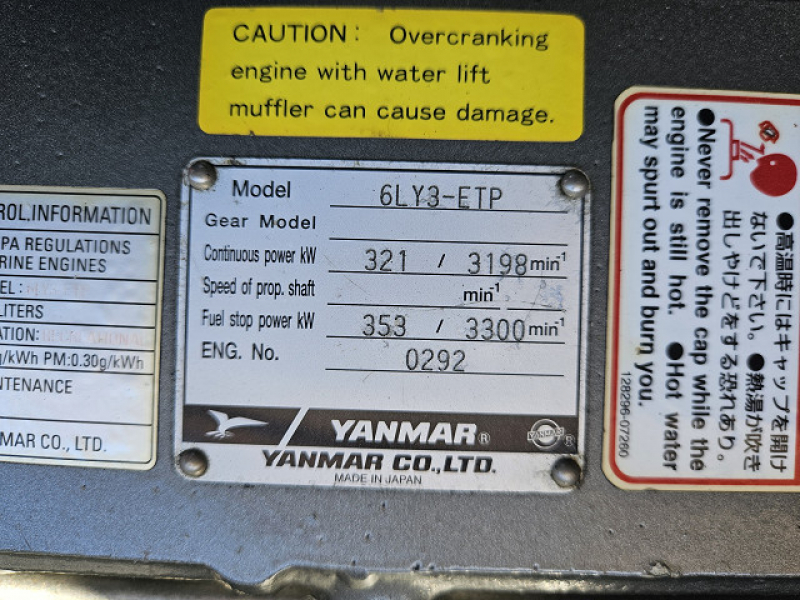 CAUTION: Overcranking
engine with water lift
muffler can cause damage.
ROL.INFORMATION
PA REGULATIONS
RINE ENGINES
EL:
LITERS
ATION:
g/kWh PM:0.30g/kWh
NTENANCE
MAR CO., LTD.
Model 6LY3-ETP
Gear Model
Continuous power kW 321 / 3198 min-1
Speed of prop. shaft min-1
Fuel stop power kW 353 / 3300 min-1
ENG. No. 0292
YANMAR®
YANMAR ®
YANMAR CO.,LTD.
MADE IN JAPAN
●高温時にはキャップを開け
ないで下さい。●熱湯が吹き
出しやけどをする恐れあり。
●Never remove the cap while the
engine is still hot. ●Hot water
may spurt out and burn you.
128296-07260